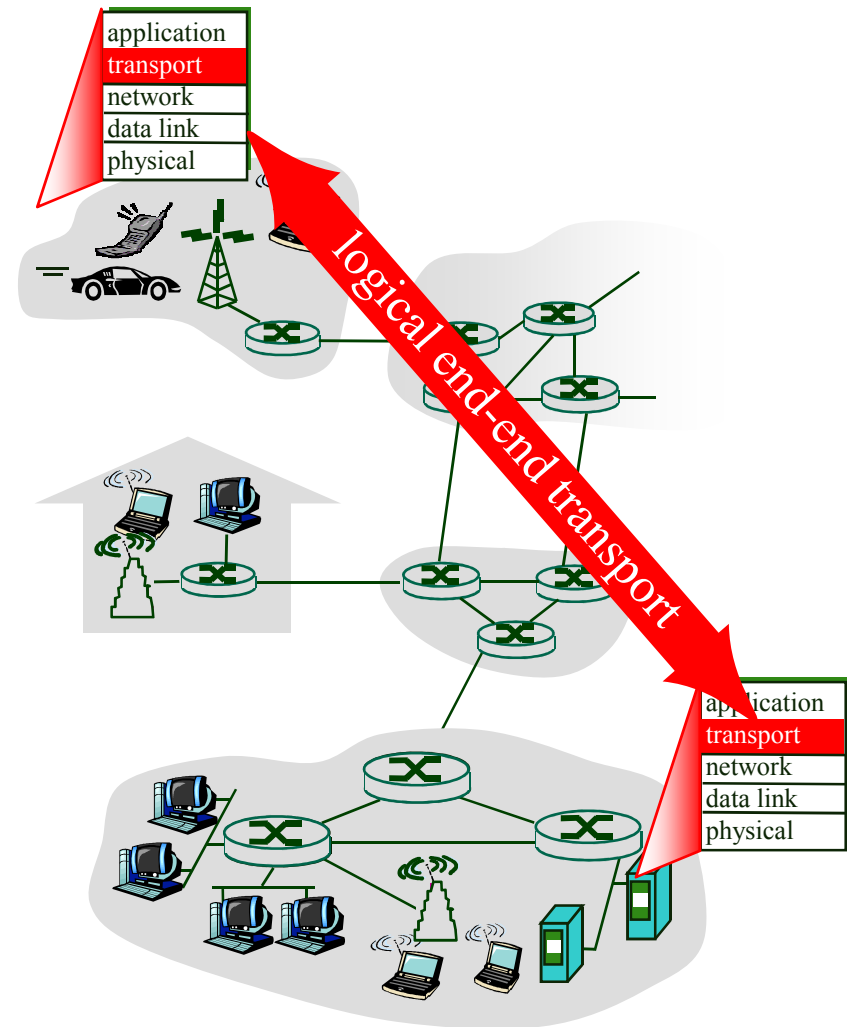 application
transport
network
data link
physical
logical end-end transport
application
transport
network
data link
physical